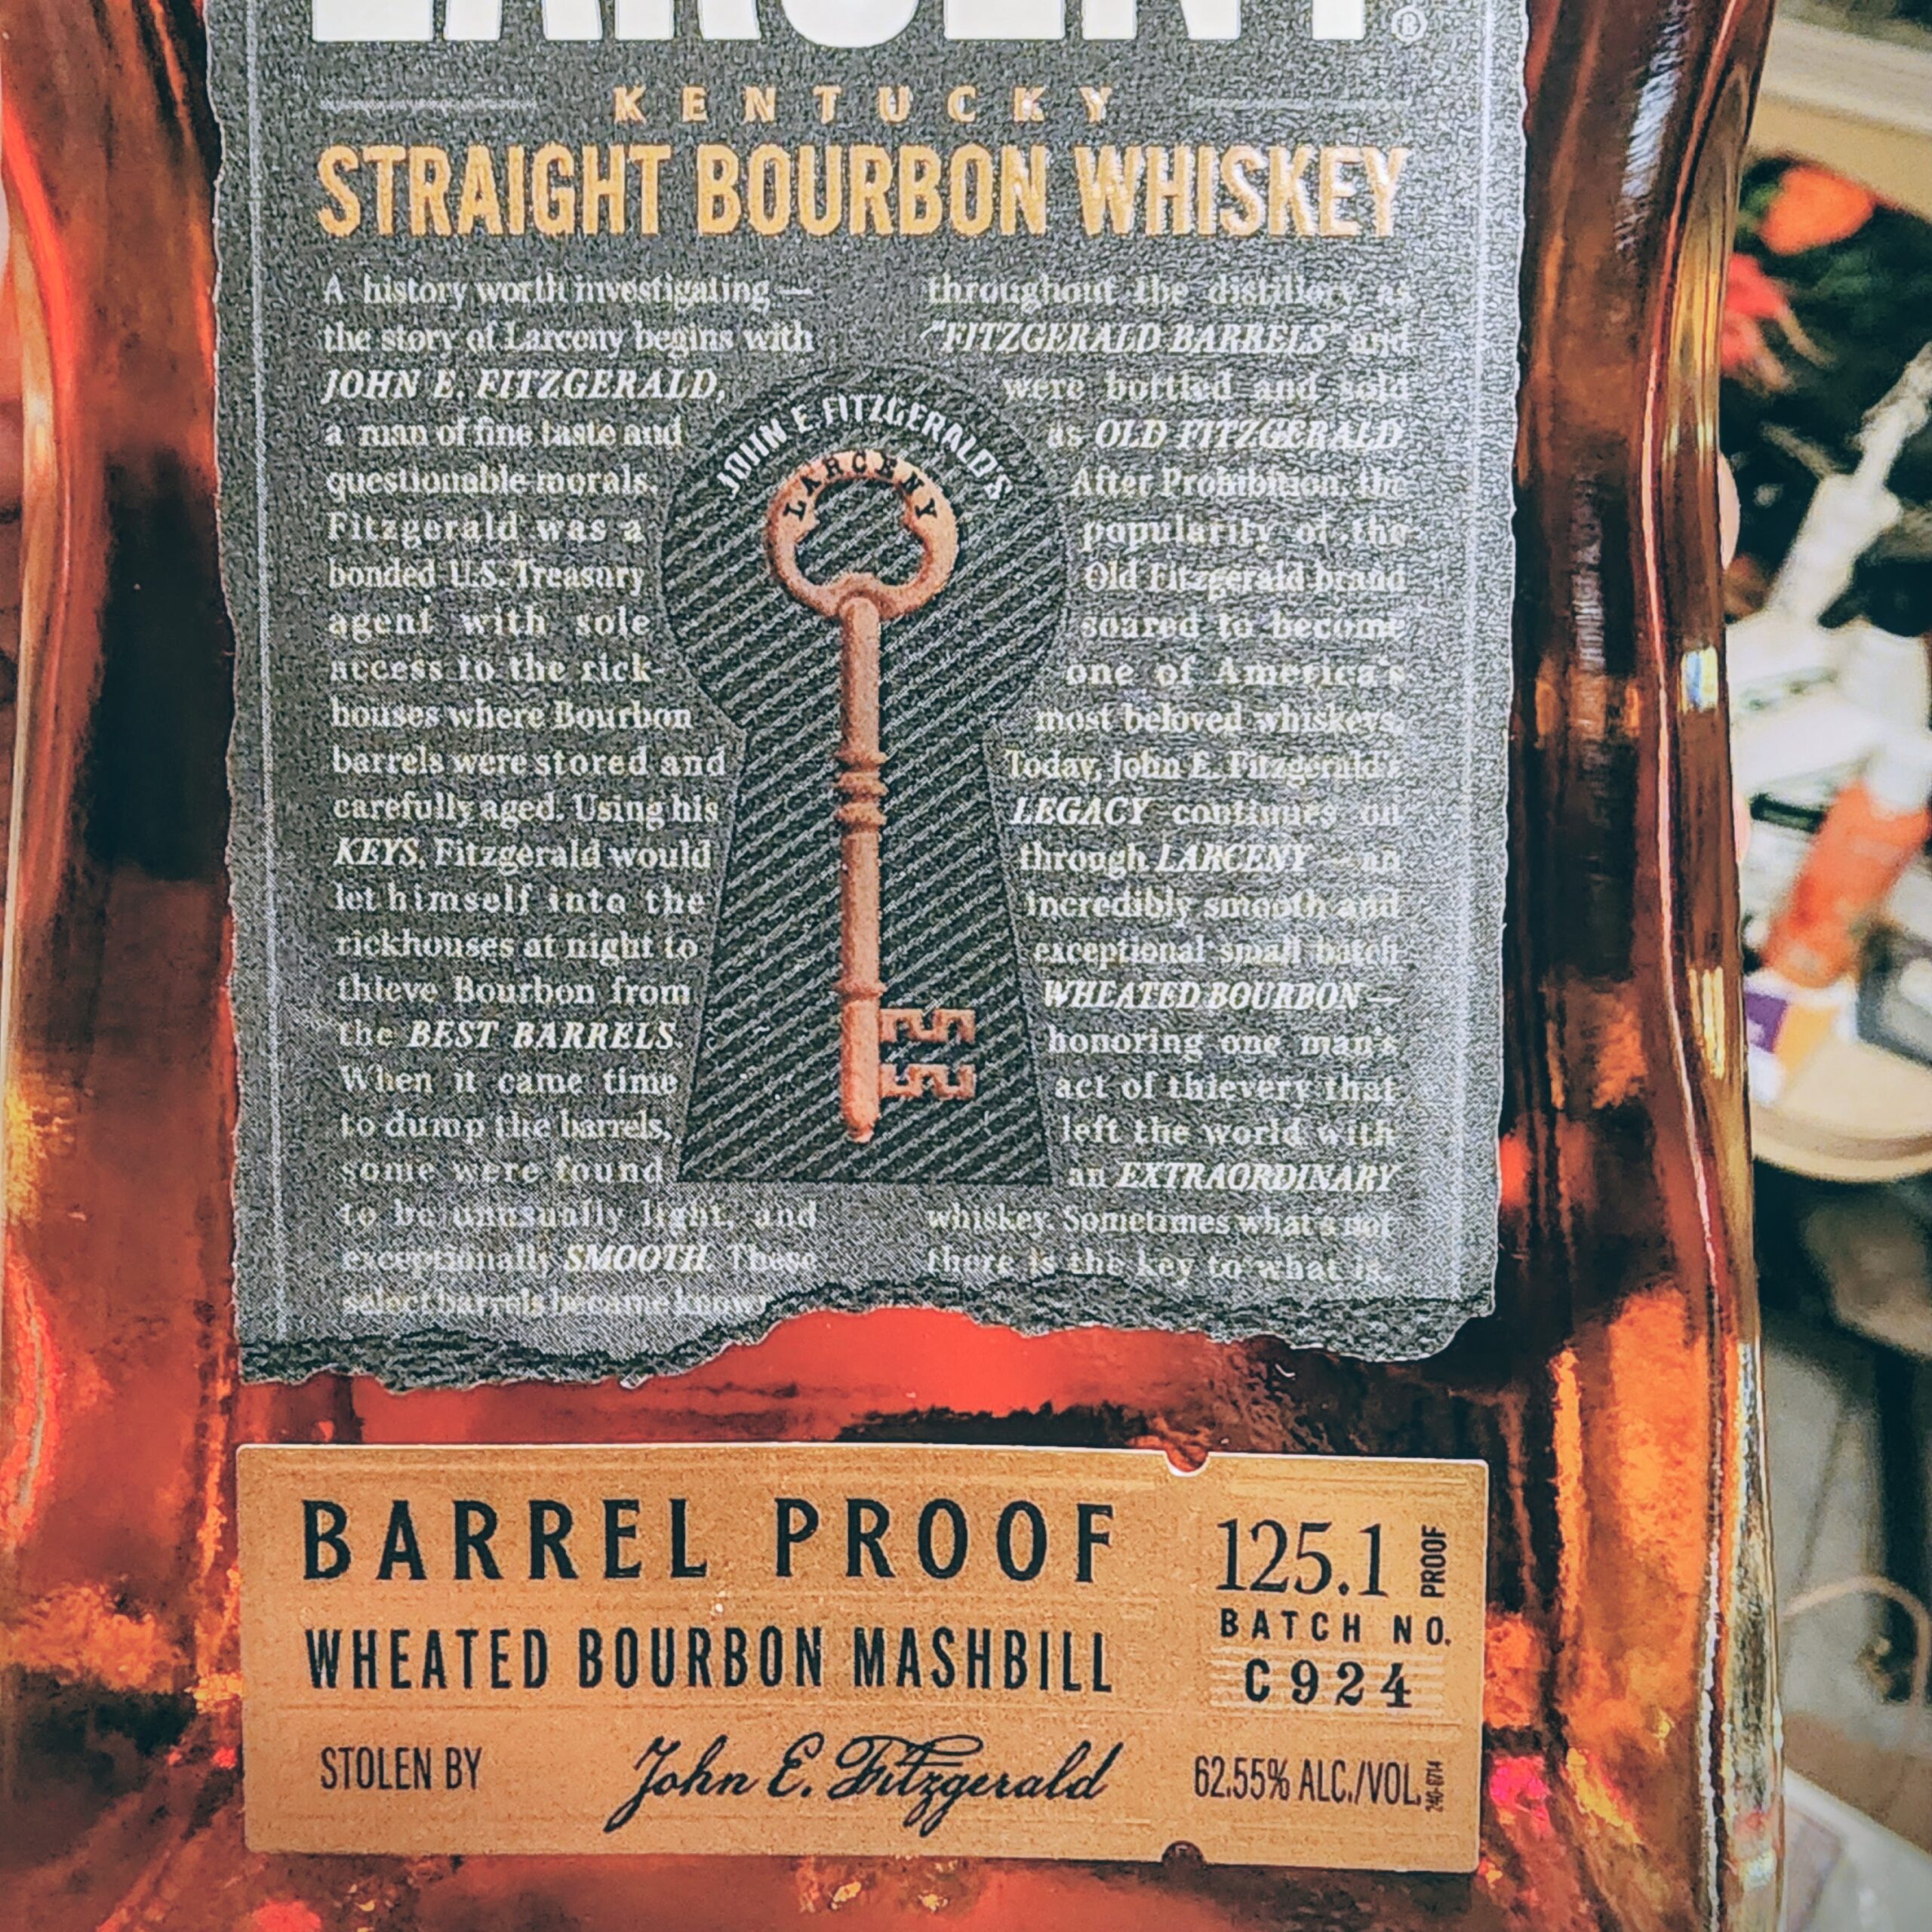 LARCENY®
KENTUCKY
STRAIGHT BOURBON WHISKEY
A history worth investigating —
the story of Larceny begins with
JOHN E. FITZGERALD,
a man of fine taste and
questionable morals.
Fitzgerald was a
bonded U.S. Treasury
agent with sole
access to the rick-
houses where Bourbon
barrels were stored and
carefully aged. Using his
KEYS, Fitzgerald would
let himself into the
rickhouses at night to
thieve Bourbon from
the BEST BARRELS.
When it came time
to dump the barrels,
some were found
to be unusually light, and
exceptionally SMOOTH. These
select barrels became known
throughout the distillery as
"FITZGERALD BARRELS" and
were bottled and sold
as OLD FITZGERALD.
After Prohibition, the
popularity of the
Old Fitzgerald brand
soared to become
one of America's
most beloved whiskeys.
Today, John E. Fitzgerald's
LEGACY continues on
through LARCENY — an
incredibly smooth and
exceptional small batch
WHEATED BOURBON —
honoring one man's
act of thievery that
left the world with
an EXTRAORDINARY
whiskey. Sometimes what's not
there is the key to what is.
JOHN E. FITZGERALD'S
LARCENY
BARREL PROOF
WHEATED BOURBON MASHBILL
STOLEN BY John E. Fitzgerald
125.1 PROOF
BATCH NO.
C924
62.55% ALC./VOL.